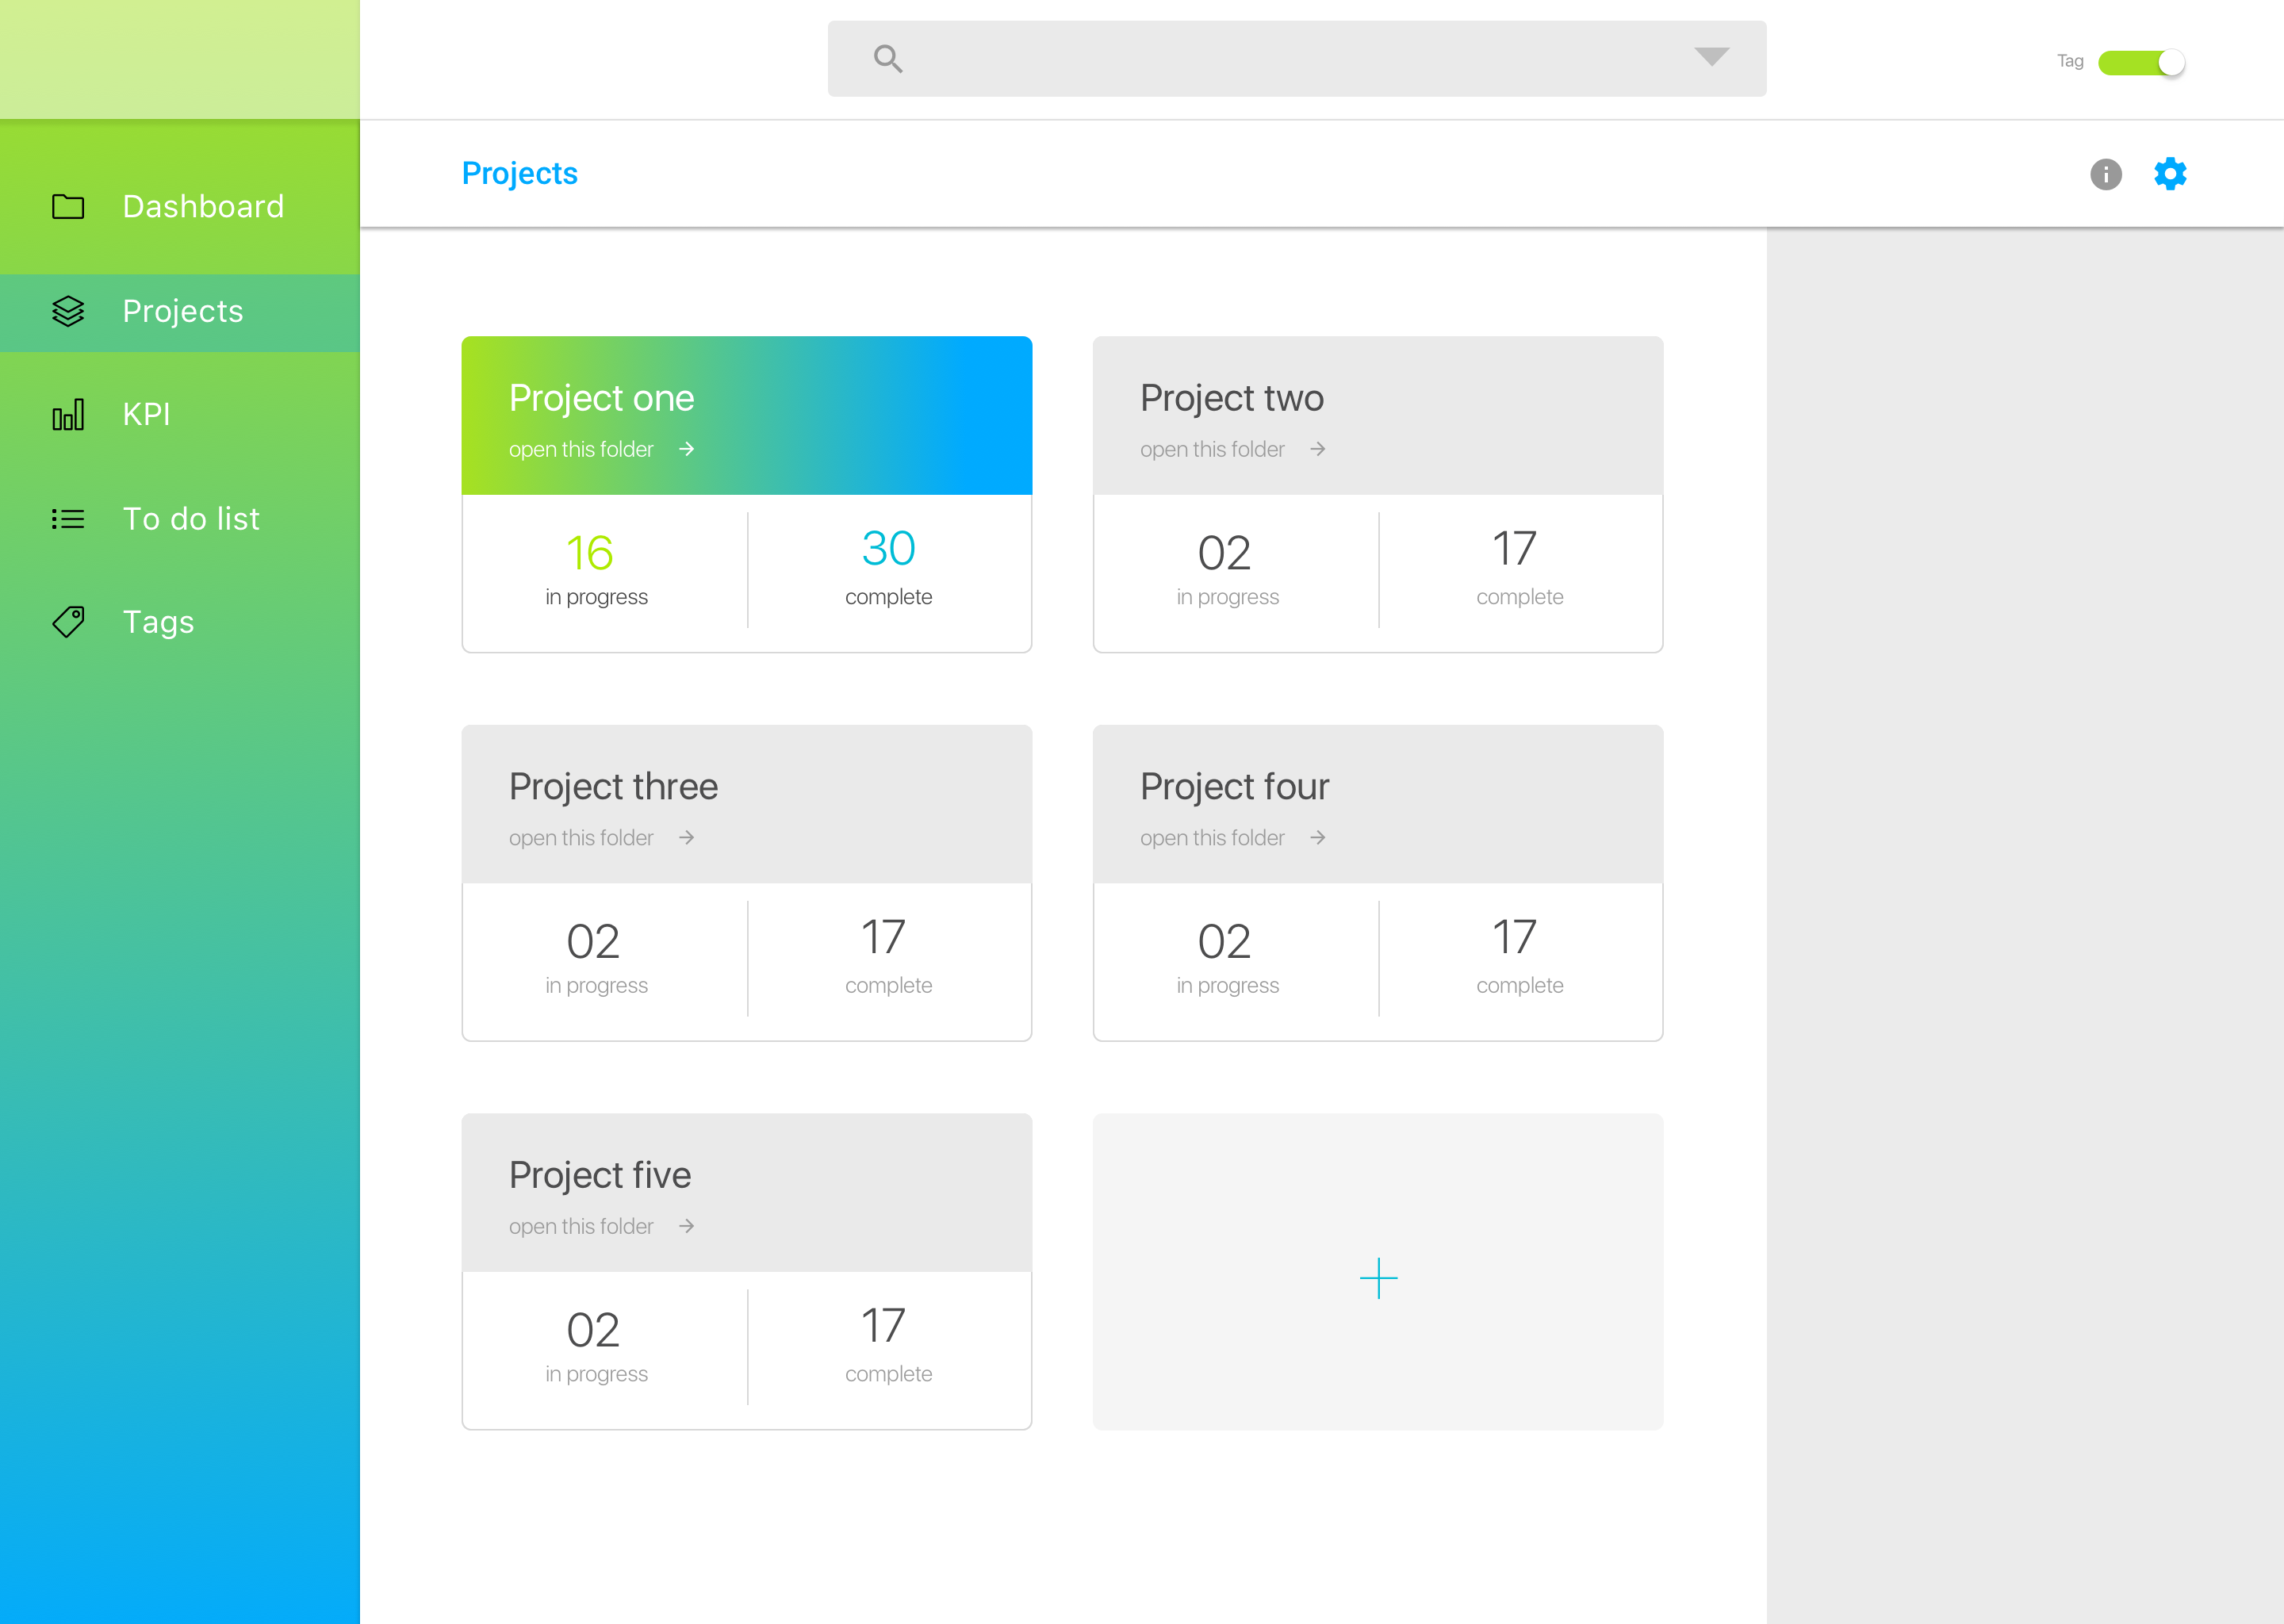 Tag
Projects
Dashboard
Projects
KPI
To do list
Tags
Project one
open this folder
16
in progress
30
complete
Project two
open this folder
02
in progress
17
complete
Project three
open this folder
02
in progress
17
complete
Project four
open this folder
02
in progress
17
complete
Project five
open this folder
02
in progress
17
complete